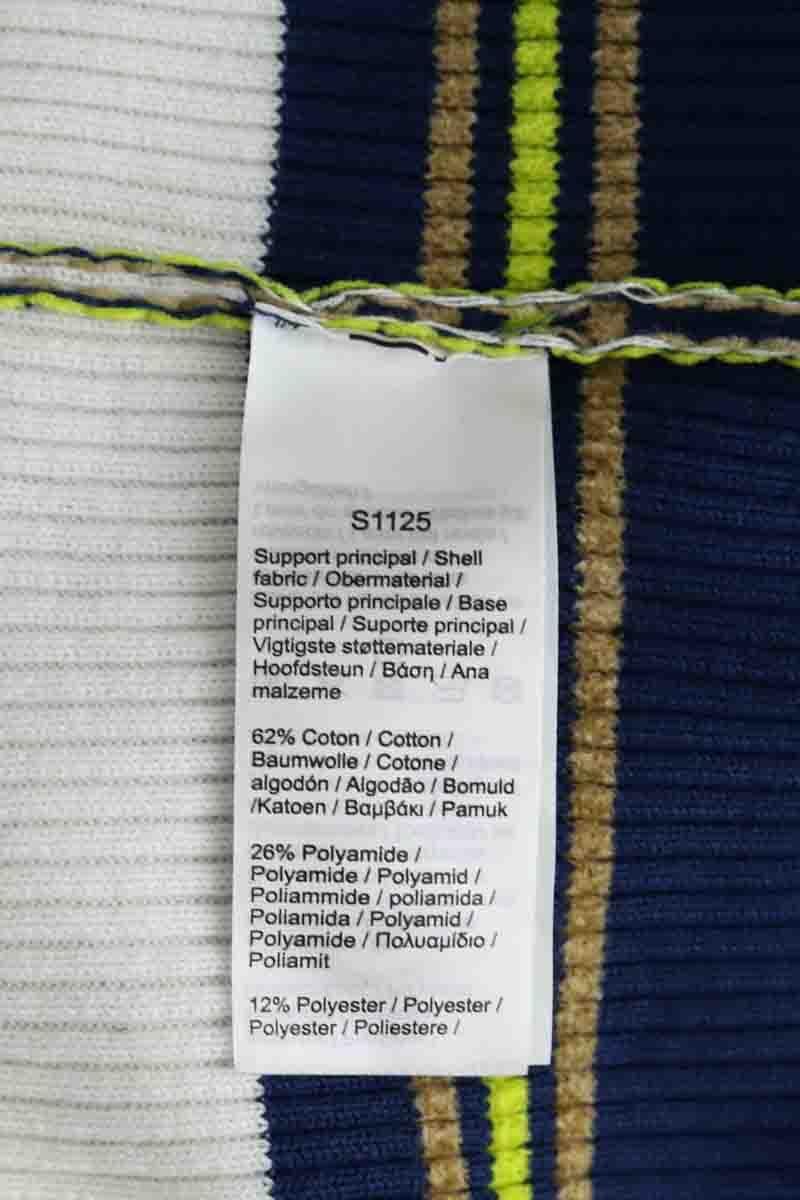 S1125
Support principal / Shell
fabric / Obermaterial /
Supporto principale / Base
principal / Suporte principal /
Vigtigste støttemateriale /
Hoofdsteun / Βάση / Ana
malzeme
62% Coton / Cotton /
Baumwolle / Cotone /
algodón / Algodão / Bomuld
/Katoen / Βαμβάκι / Pamuk
26% Polyamide /
Polyamide / Polyamid /
Poliammide / poliamida /
Poliamida / Polyamid /
Polyamide / Πολυαμίδιο /
Poliamit
12% Polyester / Polyester /
Polyester / Poliestere /